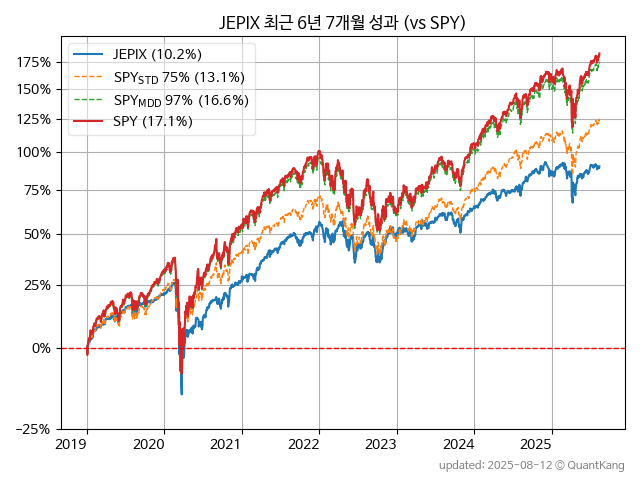 JEPIX 최근 6년 7개월 성과 (vs SPY)
JEPIX (10.2%)
SPY_STD 75% (13.1%)
SPY_MDD 97% (16.6%)
SPY (17.1%)
175%
150%
125%
100%
75%
50%
25%
0%
-25%
2019 2020 2021 2022 2023 2024 2025
updated: 2025-08-12 © QuantKang